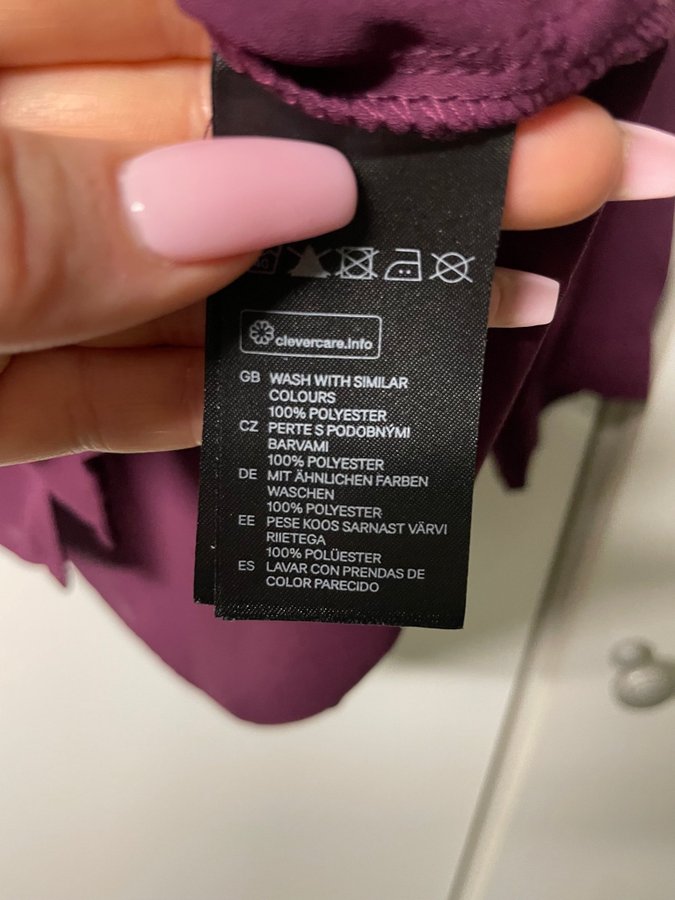 clevercare.info
GB WASH WITH SIMILAR
COLOURS
100% POLYESTER
CZ PERTE S PODOBNÝMI
BARVAMI
100% POLYESTER
DE MIT ÄHNLICHEN FARBEN
WASCHEN
100% POLYESTER
EE PESE KOOS SARNAST VÄRVI
RIIETEGA
100% POLÜESTER
ES LAVAR CON PRENDAS DE
COLOR PARECIDO